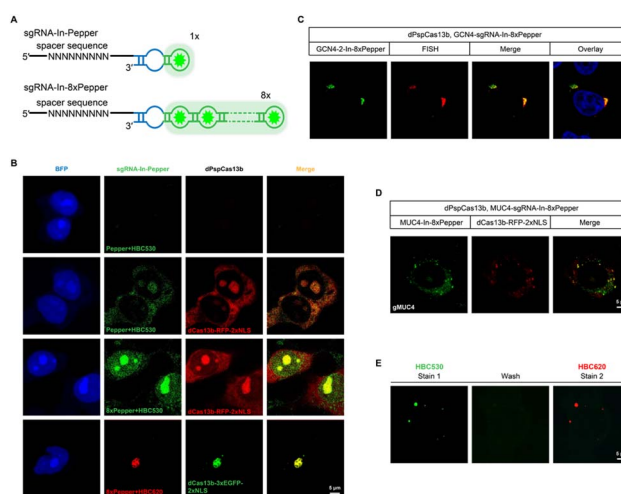 A
sgRNA-In-Pepper
spacer sequence
1x
5'
NNNNNNNNN
3'
sgRNA-In-8xPepper
spacer sequence
8x
5'
NNNNNNNNN
3'
B
BFP
sgRNA-In-Pepper
dPspCas13b
Merge
Pepper+HBC530
Pepper+HBC530
dCas13b-RFP-2xNLS
8xPepper+HBC530
dCas13b-RFP-2xNLS
8xPepper+HBC620
dCas13b-3xEGFP-
2xNLS
5 μm
C
dPspCas13b, GCN4-sgRNA-In-8xPepper
GCN4-2-In-8xPepper
FISH
Merge
Overlay
D
dPspCas13b, MUC4-sgRNA-In-8xPepper
MUC4-In-8xPepper
dCas13b-RFP-2xNLS
Merge
gMUC4
E
HBC530
Stain 1
Wash
HBC620
Stain 2